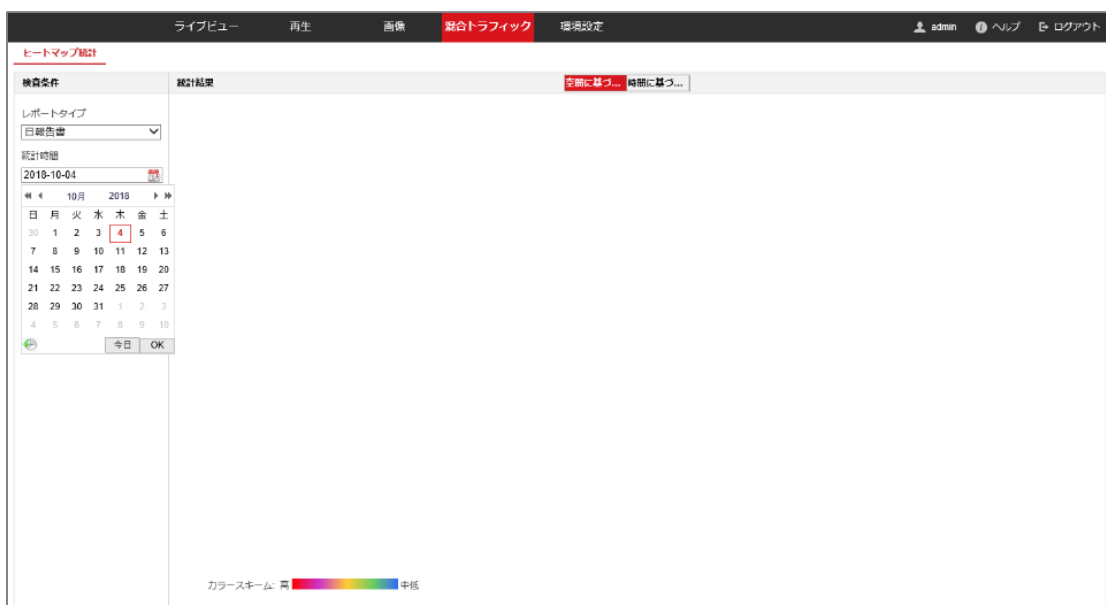 ライブビュー 再生 画像 混合トラフィック 環境設定 admin ヘルプ ログアウト
ヒートマップ統計
検査条件 統計結果 空間に基づ... 時間に基づ...
レポートタイプ
日報告書
統計時間
2018-10-04
10月 2018
日 月 火 水 木 金 土
30 1 2 3 4 5 6
7 8 9 10 11 12 13
14 15 16 17 18 19 20
21 22 23 24 25 26 27
28 29 30 31 1 2 3
4 5 6 7 8 9 10
今日 OK
カラースキーム: 高 中低